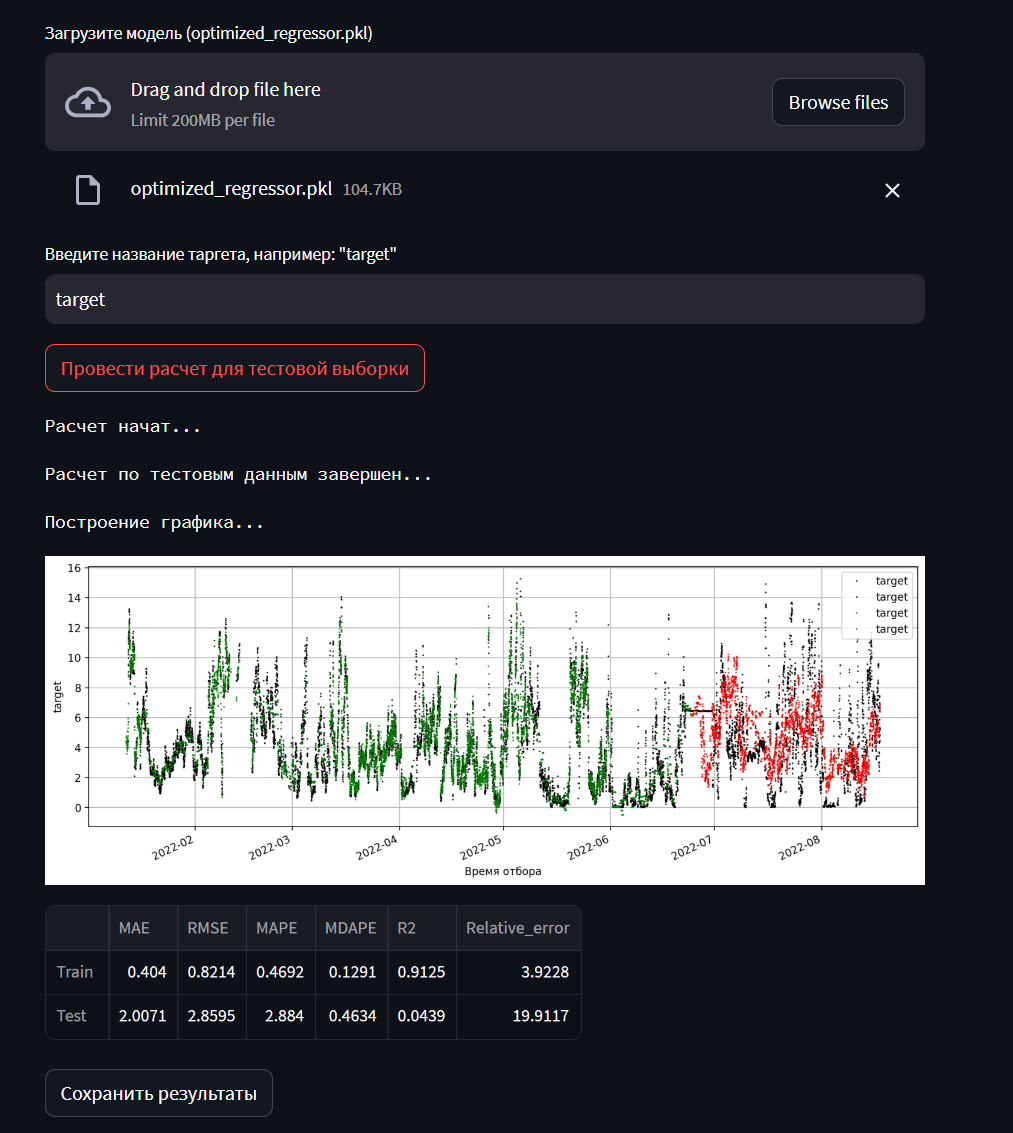 Загрузите модель (optimized_regressor.pkl)
Drag and drop file here
Limit 200MB per file
Browse files
optimized_regressor.pkl 104.7KB
Введите название таргета, например: "target"
target
Провести расчет для тестовой выборки
Расчет начат...
Расчет по тестовым данным завершен...
Построение графика...
16
14
12
10
8
6
4
2
0
target
target
target
target
target
2022-02
2022-03
2022-04
2022-05
2022-06
2022-07
2022-08
Время отбора
MAE RMSE MAPE MDAPE R2 Relative_error
Train 0.404 0.8214 0.4692 0.1291 0.9125 3.9228
Test 2.0071 2.8595 2.884 0.4634 0.0439 19.9117
Сохранить результаты